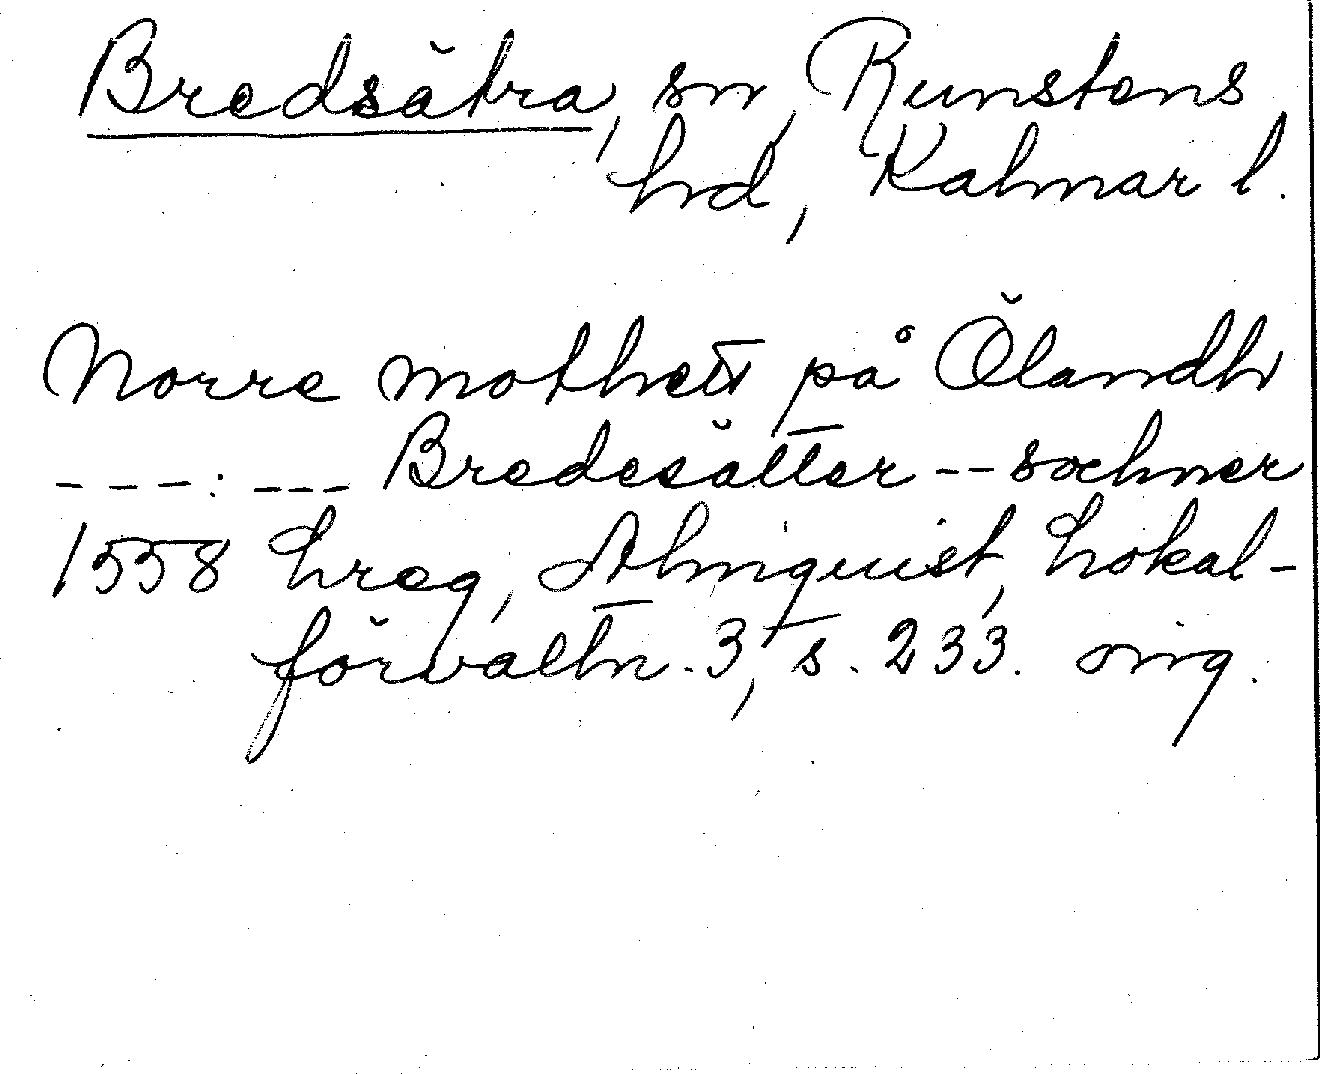 Bredsätra, sn, Runstens
hd, Kalmar l.
Norre mothett på Ölandh
---:--- Bredesätter -- sochner
1558 hreg, Almquist, Lokal-
förvaltn. 3, s. 233. orig.